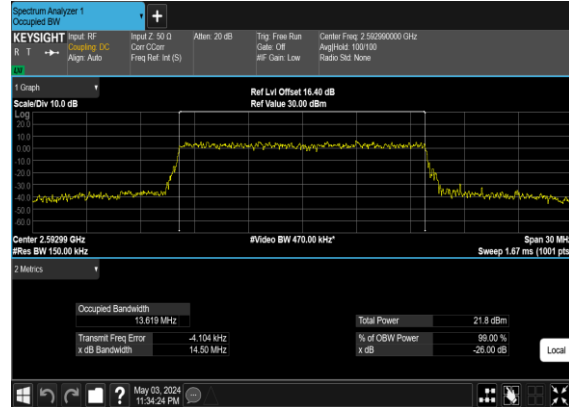 Spectrum Analyzer 1
Occupied BW
+
KEYSIGHT Input: RF Input Z: 50 Ω Atten: 20 dB Trig: Free Run Center Freq: 2.592990000 GHz
R T Coupling: DC Corr CCorr Gate: Off Avg|Hold: 100/100
Align: Auto Freq Ref: Int (S) #IF Gain: Low Radio Std: None
LM
1 Graph
Ref Lvl Offset 16.40 dB
Scale/Div 10.0 dB Ref Value 30.00 dBm
Log
20.0
10.0
0.00
-10.0
-20.0
-30.0
-40.0
-50.0
-60.0
Center 2.59299 GHz #Video BW 470.00 kHz* Span 30 MHz
#Res BW 150.00 kHz Sweep 1.67 ms (1001 pts)
2 Metrics
Occupied Bandwidth
13.619 MHz Total Power 21.8 dBm
Transmit Freq Error -4.104 kHz % of OBW Power 99.00 %
x dB Bandwidth 14.50 MHz x dB -26.00 dB
Local
? May 03, 2024
11:34:24 PM